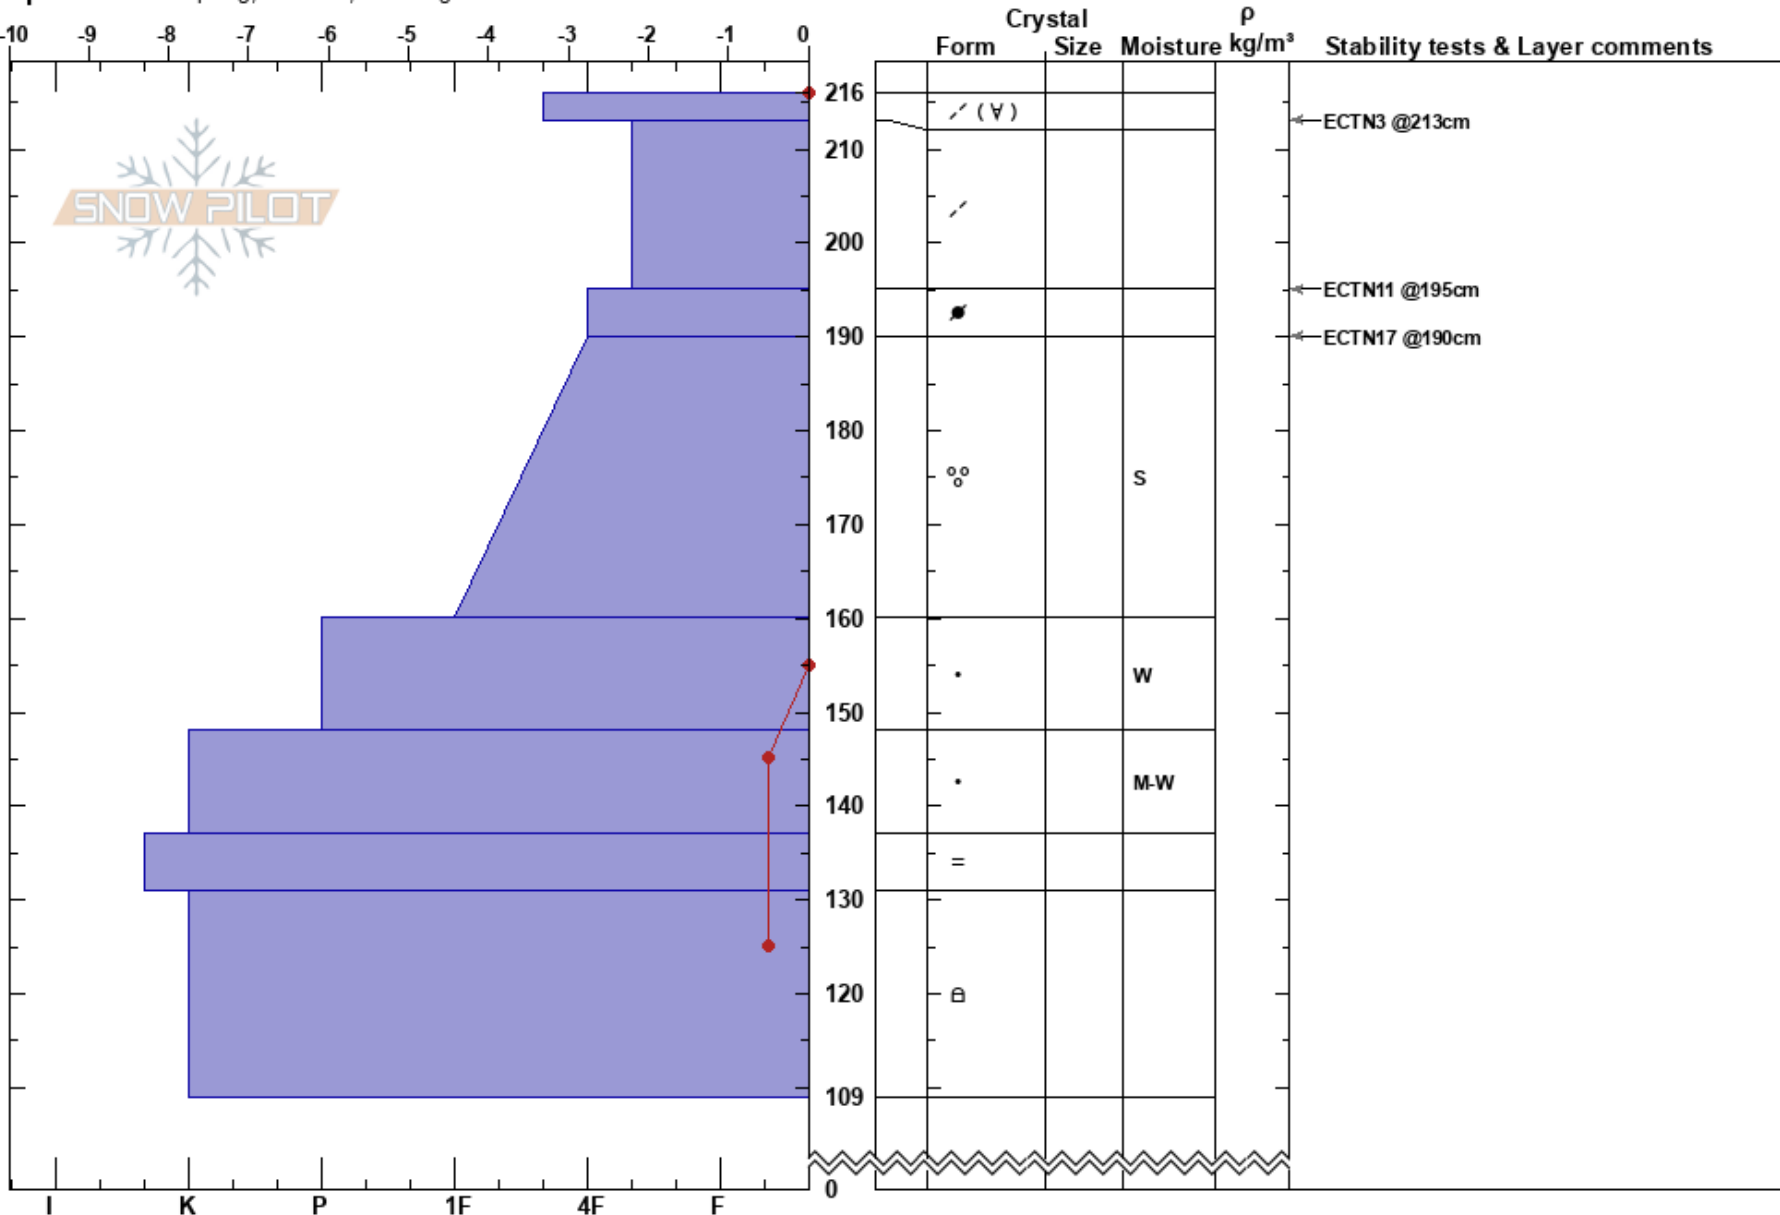 Crystal ρ
-10 -9 -8 -7 -6 -5 -4 -3 -2 -1 0 Form Size Moisture kg/m³ Stability tests & Layer comments
216
( ∀ )
ECTN3 @213cm
210
SNOW PILOT
200
ECTN11 @195cm
190 ECTN17 @190cm
180
S
170
160
W
150
M-W
140
=
130
120
109
0
I K P 1F 4F F